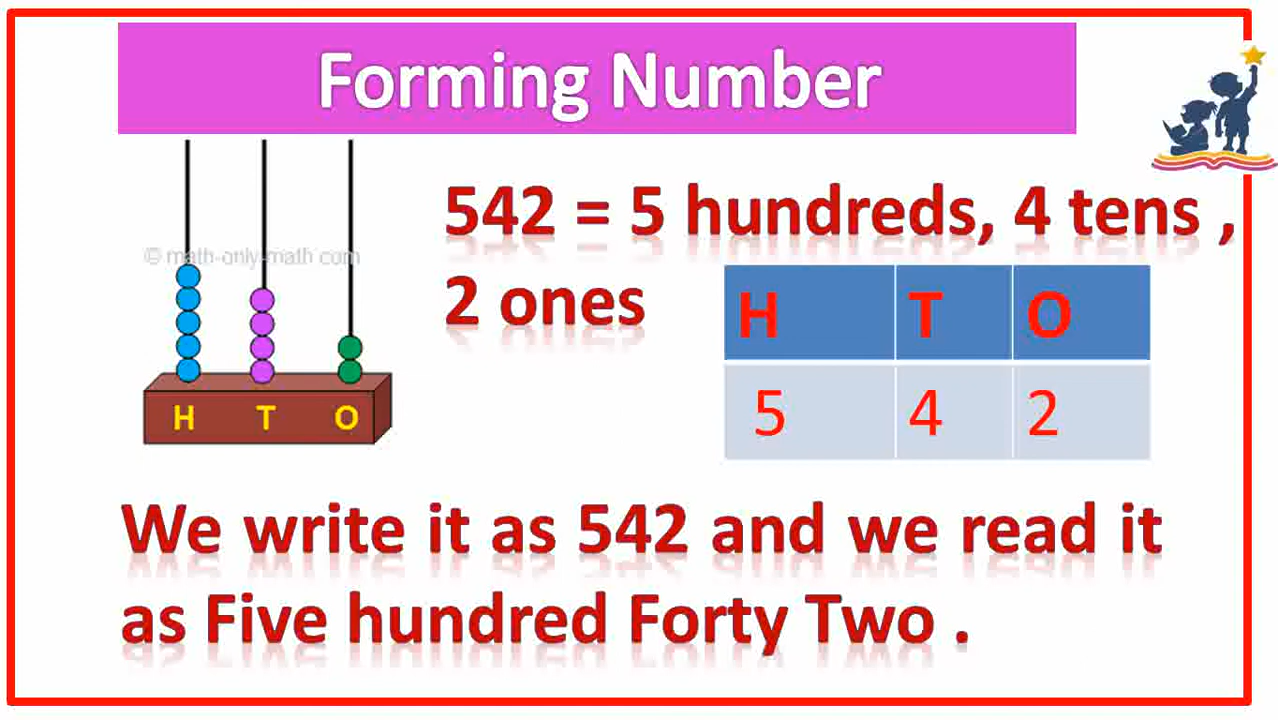 Forming Number
542 = 5 hundreds, 4 tens ,
2 ones
© math-only-math com
H T O
H T O
5 4 2
We write it as 542 and we read it
as Five hundred Forty Two .